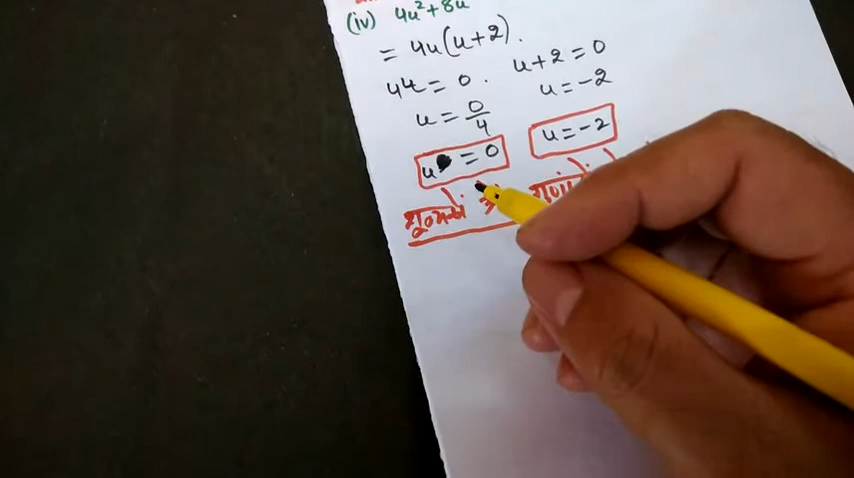 (iv) 4u²+8u
= 4u(u+2).
4u = 0 . u+2 = 0
u = 0/4 u = -2
u = 0 u = -2